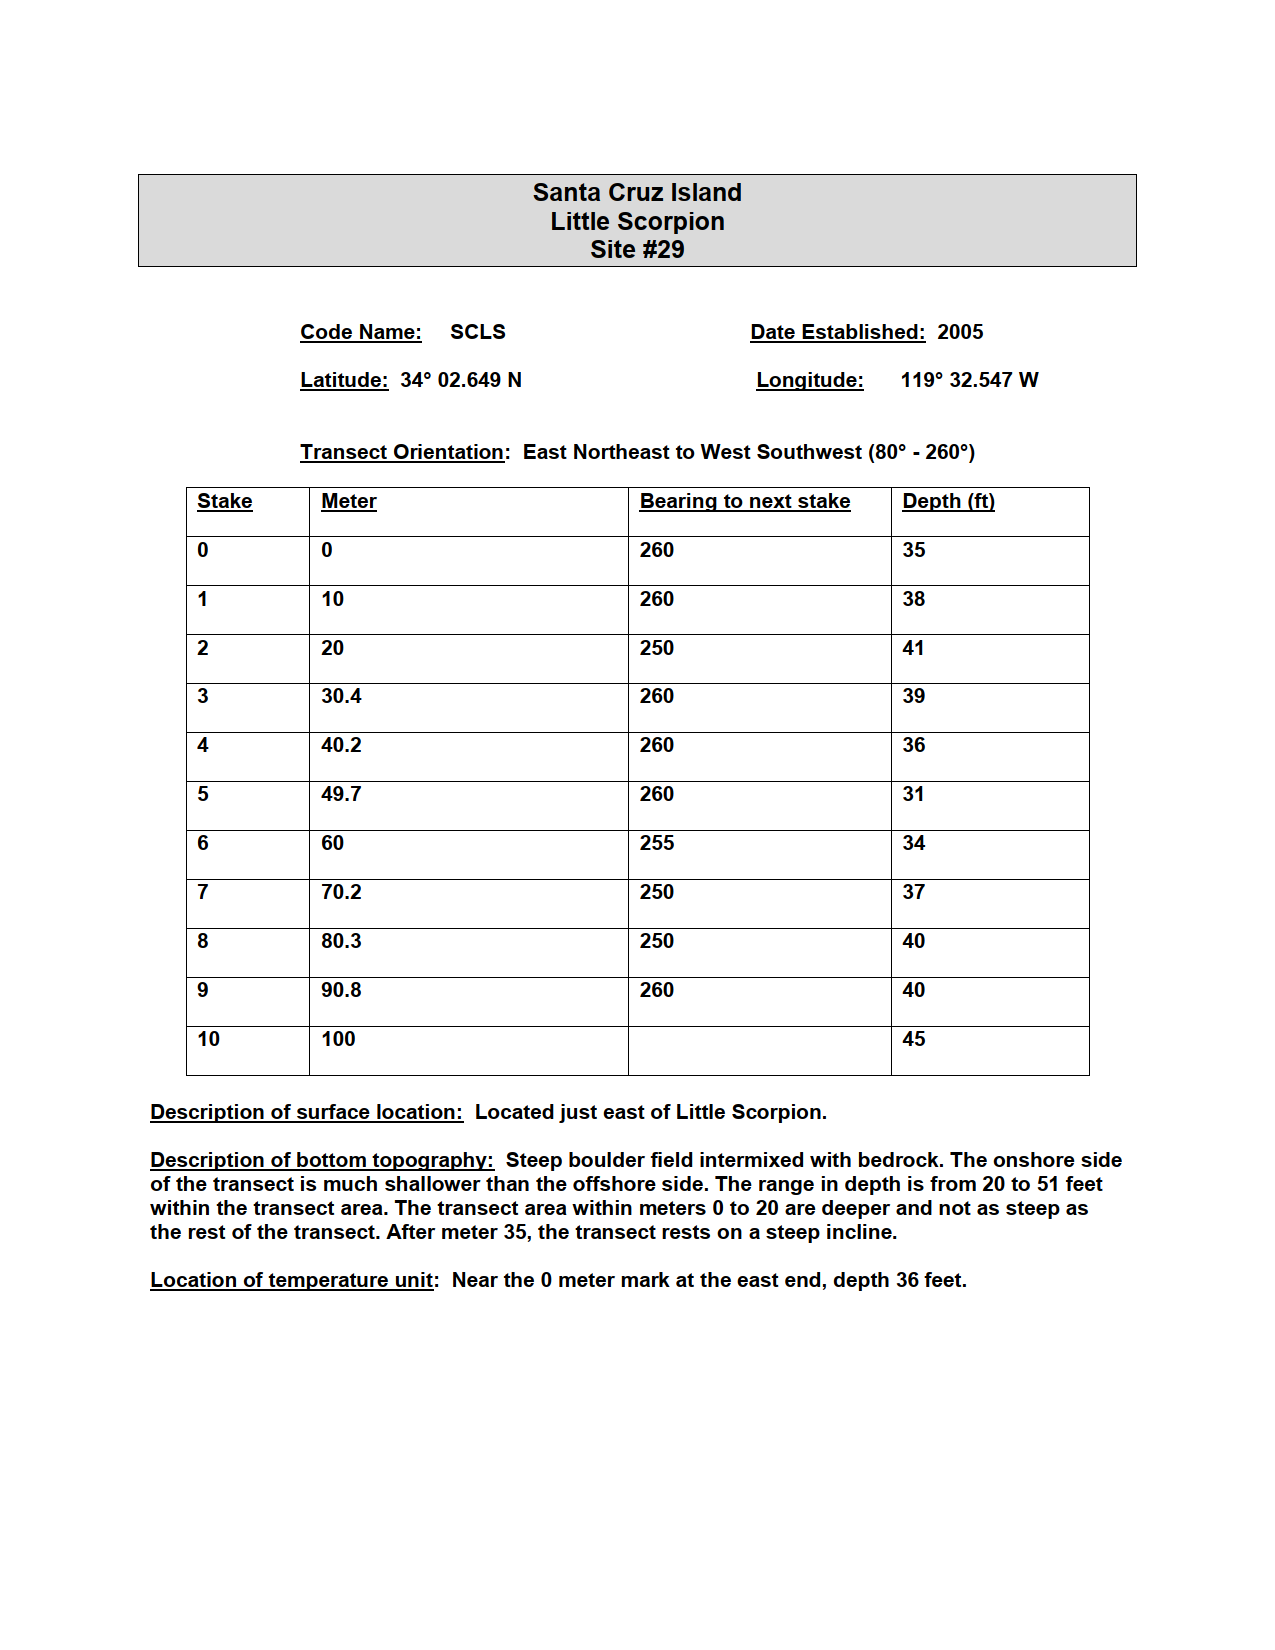 Santa Cruz Island
Little Scorpion
Site #29
Code Name: SCLS Date Established: 2005
Latitude: 34° 02.649 N Longitude: 119° 32.547 W
Transect Orientation: East Northeast to West Southwest (80° - 260°)
Stake Meter Bearing to next stake Depth (ft)
0 0 260 35
1 10 260 38
2 20 250 41
3 30.4 260 39
4 40.2 260 36
5 49.7 260 31
6 60 255 34
7 70.2 250 37
8 80.3 250 40
9 90.8 260 40
10 100 45
Description of surface location: Located just east of Little Scorpion.
Description of bottom topography: Steep boulder field intermixed with bedrock. The onshore side
of the transect is much shallower than the offshore side. The range in depth is from 20 to 51 feet
within the transect area. The transect area within meters 0 to 20 are deeper and not as steep as
the rest of the transect. After meter 35, the transect rests on a steep incline.
Location of temperature unit: Near the 0 meter mark at the east end, depth 36 feet.